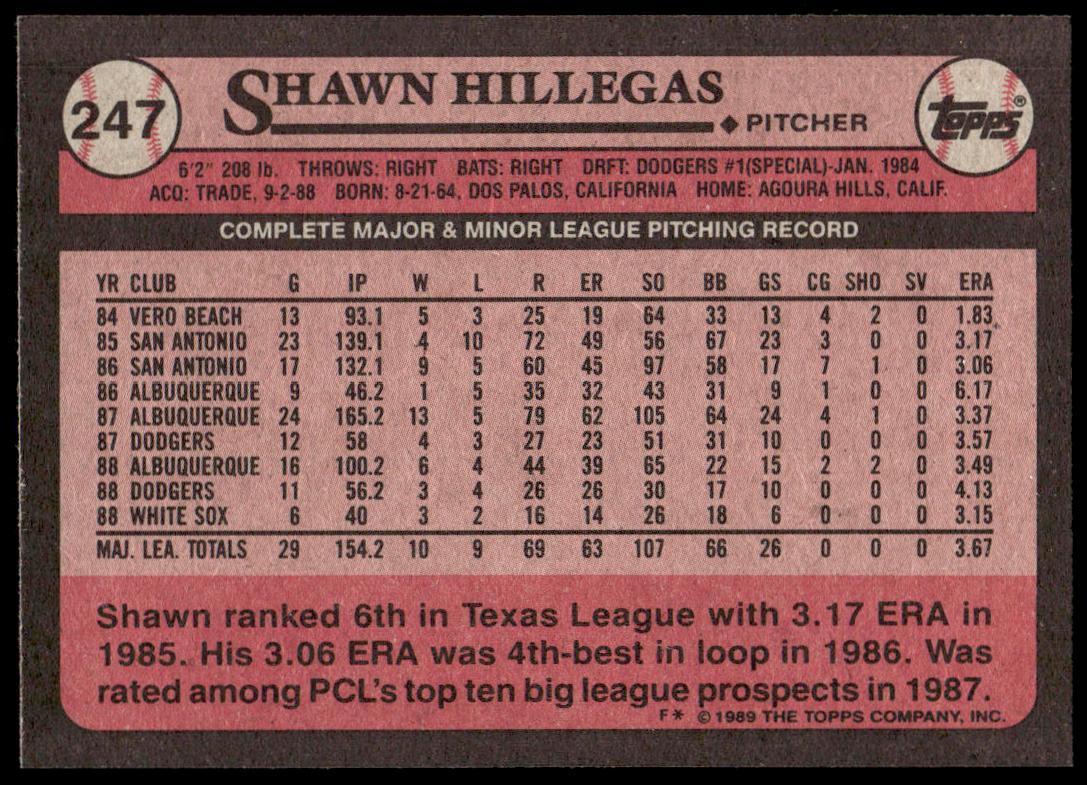 247
SHAWN HILLEGAS
◆ PITCHER
TOPPS®
6'2" 208 lb. THROWS: RIGHT BATS: RIGHT DRFT: DODGERS #1(SPECIAL)-JAN. 1984
ACQ: TRADE, 9-2-88 BORN: 8-21-64, DOS PALOS, CALIFORNIA HOME: AGOURA HILLS, CALIF.
COMPLETE MAJOR & MINOR LEAGUE PITCHING RECORD
YR CLUB G IP W L R ER SO BB GS CG SHO SV ERA
84 VERO BEACH 13 93.1 5 3 25 19 64 33 13 4 2 0 1.83
85 SAN ANTONIO 23 139.1 4 10 72 49 56 67 23 3 0 0 3.17
86 SAN ANTONIO 17 132.1 9 5 60 45 97 58 17 7 1 0 3.06
86 ALBUQUERQUE 9 46.2 1 5 35 32 43 31 9 1 0 0 6.17
87 ALBUQUERQUE 24 165.2 13 5 79 62 105 64 24 4 1 0 3.37
87 DODGERS 12 58 4 3 27 23 51 31 10 0 0 0 3.57
88 ALBUQUERQUE 16 100.2 6 4 44 39 65 22 15 2 2 0 3.49
88 DODGERS 11 56.2 3 4 26 26 30 17 10 0 0 0 4.13
88 WHITE SOX 6 40 3 2 16 14 26 18 6 0 0 0 3.15
MAJ. LEA. TOTALS 29 154.2 10 9 69 63 107 66 26 0 0 0 3.67
Shawn ranked 6th in Texas League with 3.17 ERA in
1985. His 3.06 ERA was 4th-best in loop in 1986. Was
rated among PCL's top ten big league prospects in 1987.
F* © 1989 THE TOPPS COMPANY, INC.